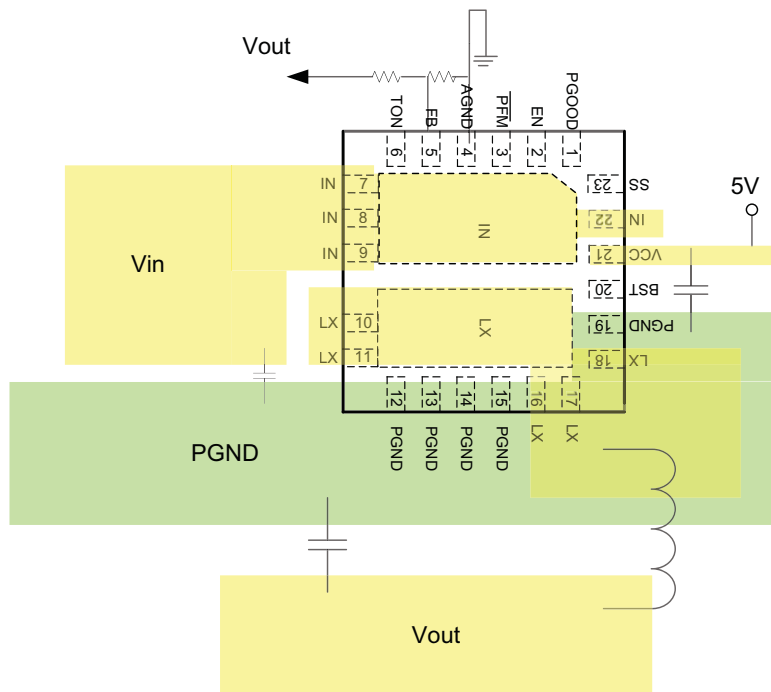 Vout
TON
FB
AGND
PFM
EN
PGOOD
6
5
4
3
2
1
IN
7
IN
8
IN
9
IN
23
SS
22
IN
21
VCC
5V
Vin
20
BST
LX
10
LX
11
LX
19
PGND
18
LX
12
13
14
15
16
17
PGND
PGND
PGND
PGND
LX
LX
PGND
Vout